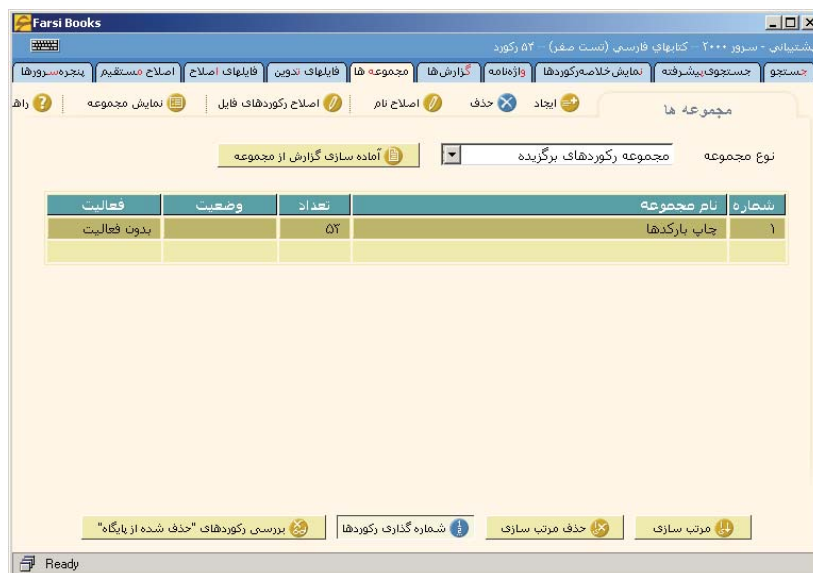 Farsi Books
پشتیبانی - سرور ۲۰۰۰ - کتابهای فارسی (تست صفر) - ۵۴ رکورد
جستجو جستجوی‌پیشرفته نمایش‌خلاصه‌رکوردها واژه‌نامه گزارش‌ها مجموعه ها فایلهای تدوین فایلهای اصلاح اصلاح مستقیم پنجره‌سرورها
مجموعه ها ایجاد حذف اصلاح نام اصلاح رکوردهای فایل نمایش مجموعه راه
نوع مجموعه مجموعه رکوردهای برگزیده آماده سازی گزارش از مجموعه
شماره نام مجموعه تعداد وضعیت فعالیت
۱ چاپ بارکدها ۵۴ بدون فعالیت
مرتب سازی حذف مرتب سازی شماره گذاری رکوردها بررسی رکوردهای "حذف شده از پایگاه"
Ready